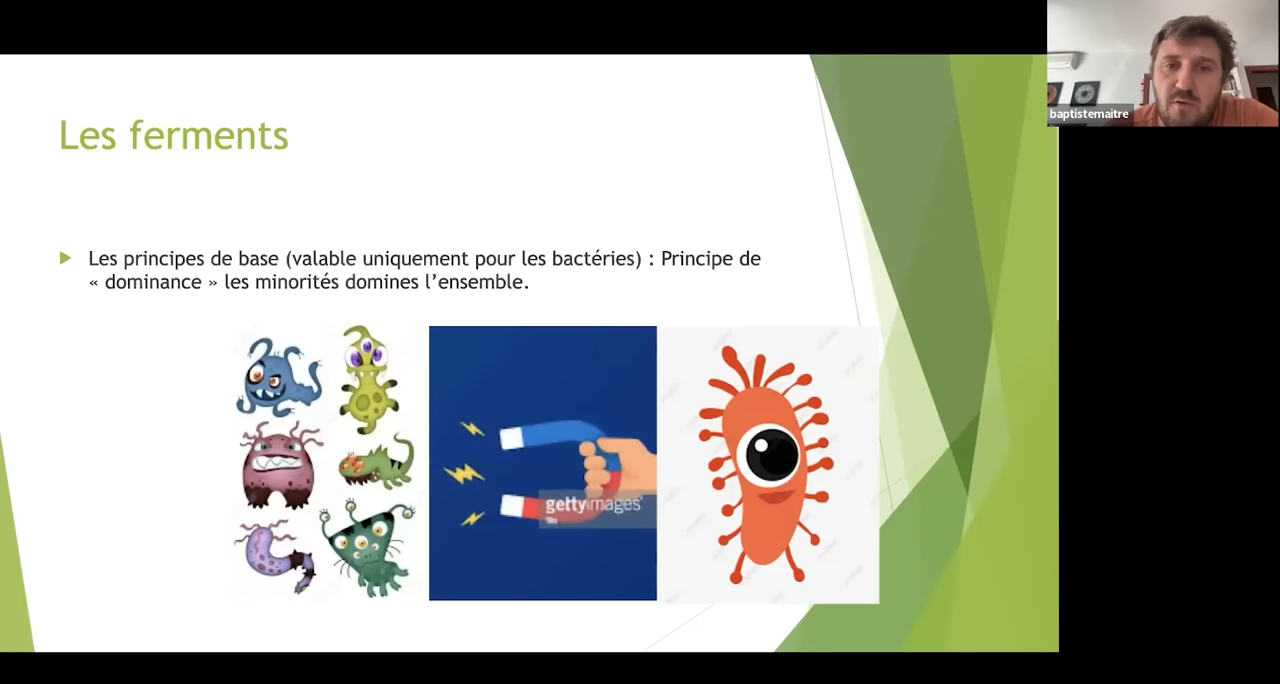 baptistemaitre
Les ferments
Les principes de base (valable uniquement pour les bactéries) : Principe de
« dominance » les minorités domines l’ensemble.
gettyimages